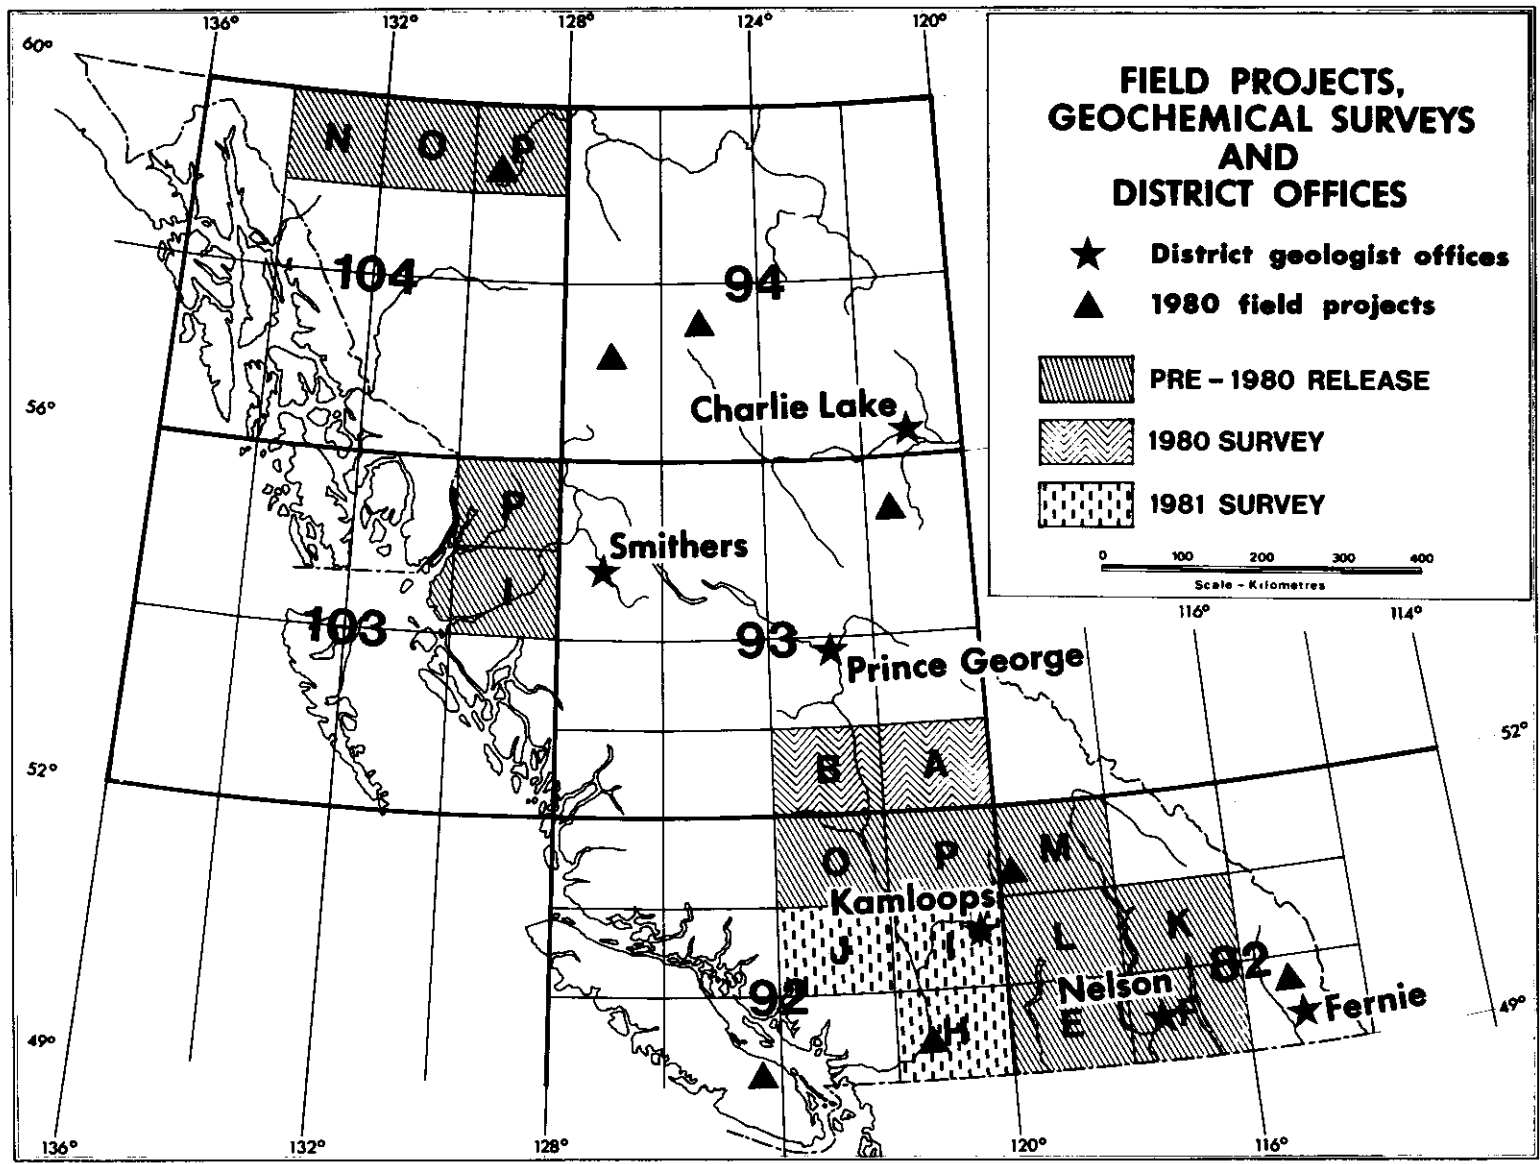 136° 132° 128° 124° 120°
60°
FIELD PROJECTS,
GEOCHEMICAL SURVEYS
AND
DISTRICT OFFICES
District geologist offices
1980 field projects
PRE-1980 RELEASE
1980 SURVEY
1981 SURVEY
0 100 200 300 400
Scale - Kilometres
N O P
104 94
56°
Charlie Lake
P
Smithers
I
116° 114°
103 93
Prince George
52°
52°
B A
O P M
Kamloops
J I L K
82
92 Nelson
Fernie
49°
H E F
49°
136° 132° 128° 120° 116°